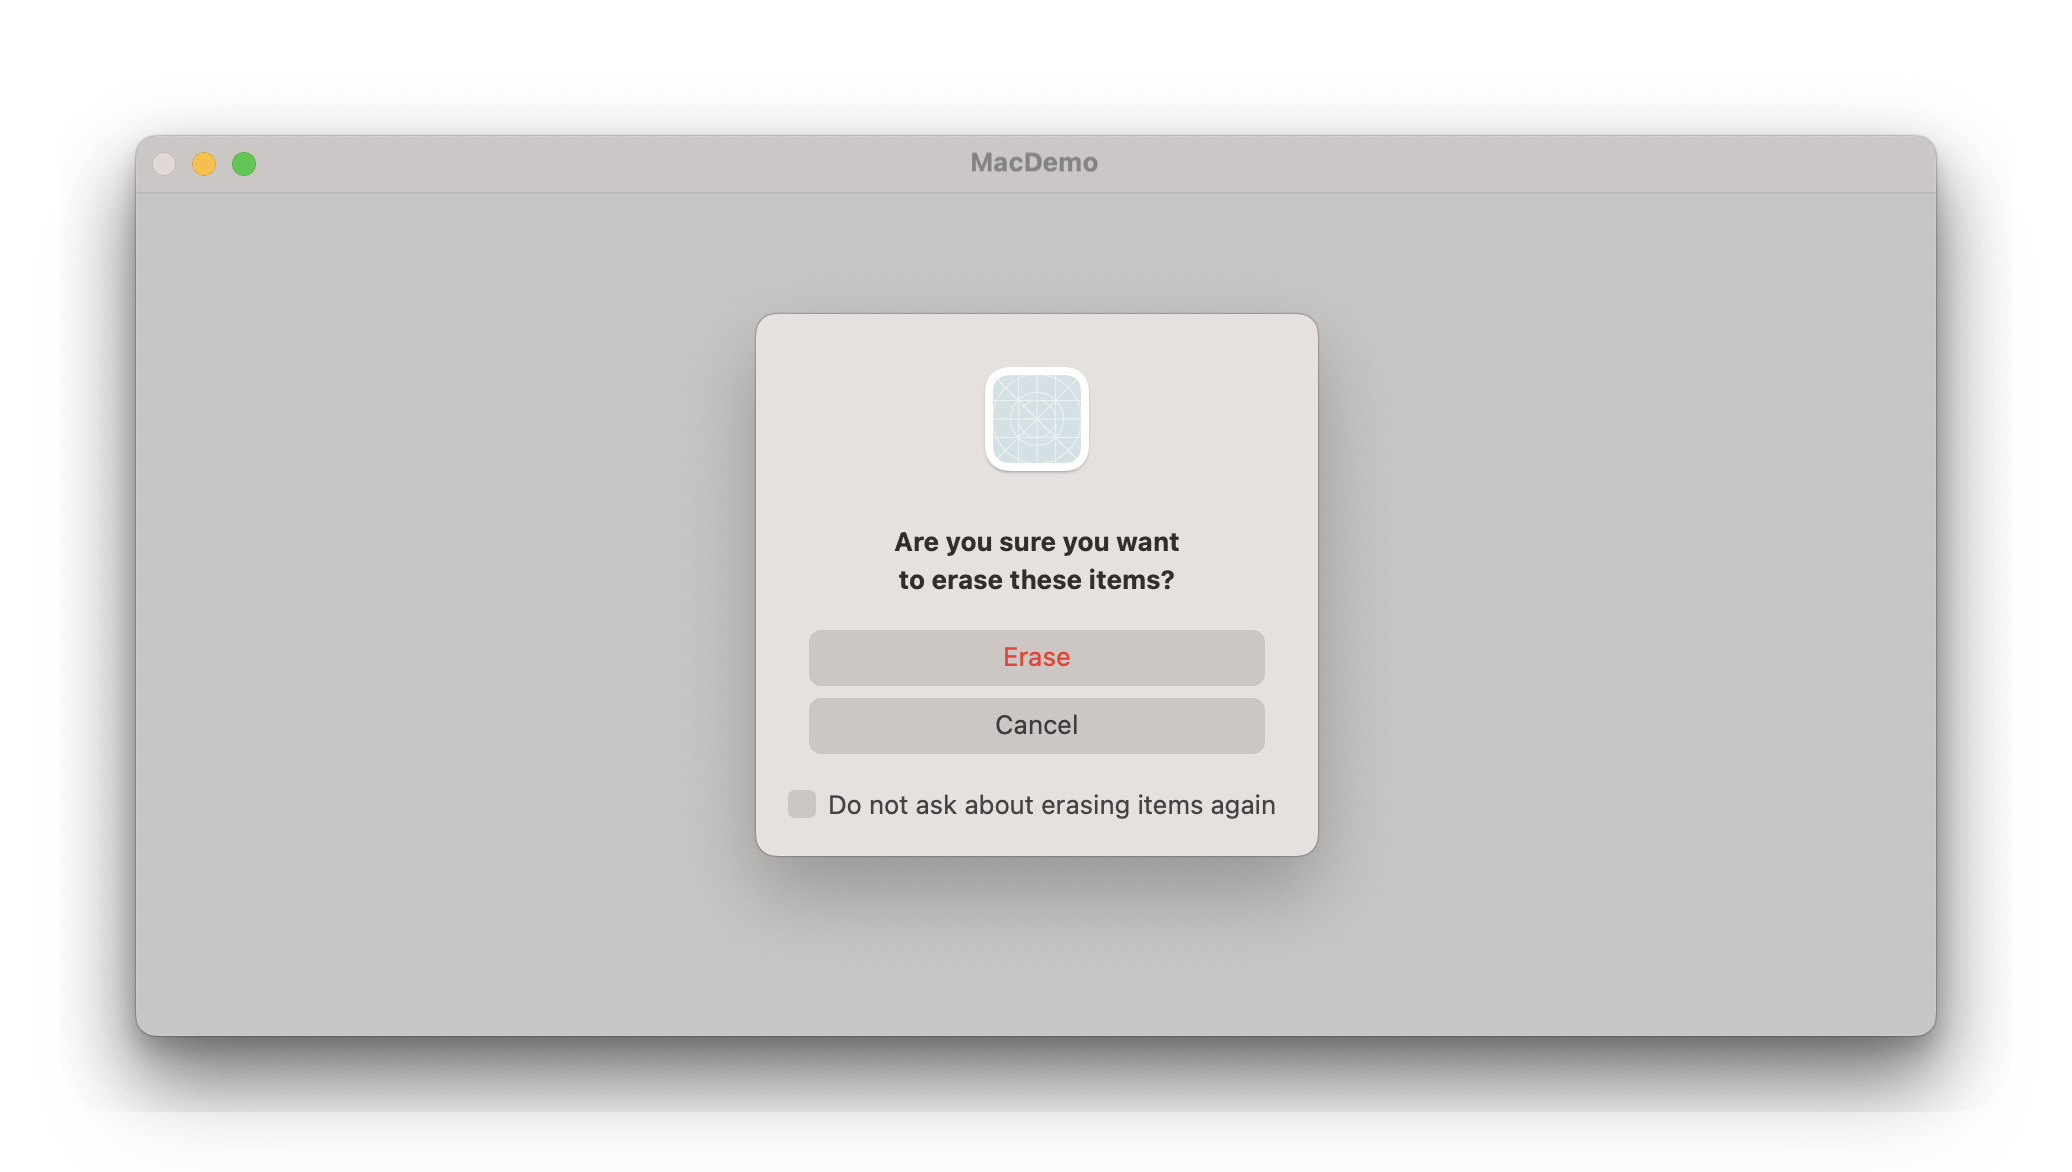 MacDemo
Are you sure you want
to erase these items?
Erase
Cancel
Do not ask about erasing items again